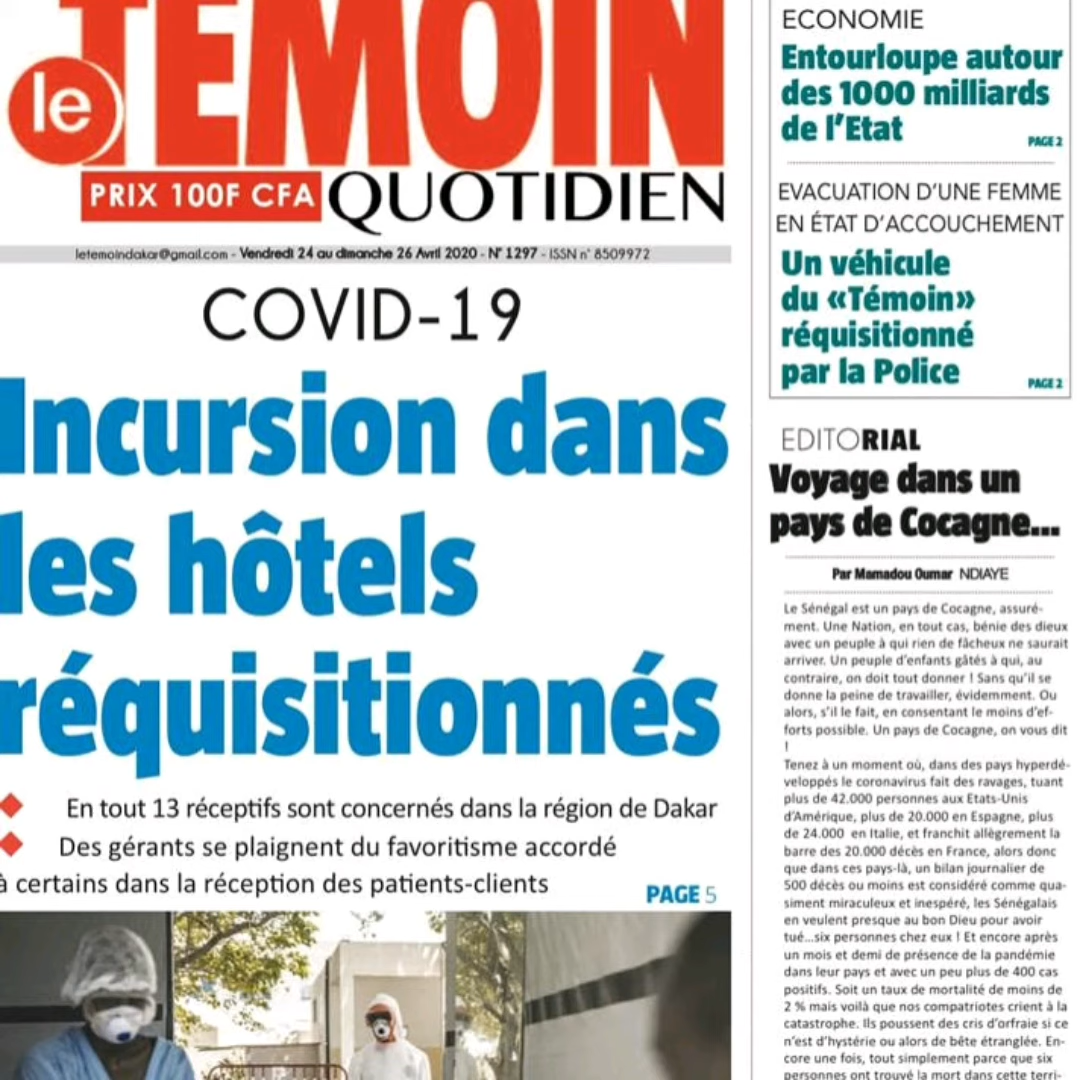 le TEMOIN
PRIX 100F CFA QUOTIDIEN
letemoindakar@gmail.com - Vendredi 24 au dimanche 26 Avril 2020 - N° 1297 - ISSN n° 8509972
COVID-19
Incursion dans
les hôtels
réquisitionnés
En tout 13 réceptifs sont concernés dans la région de Dakar
Des gérants se plaignent du favoritisme accordé
à certains dans la réception des patients-clients
PAGE 5
ECONOMIE
Entourloupe autour
des 1000 milliards
de l'Etat
PAGE 2
EVACUATION D'UNE FEMME
EN ÉTAT D'ACCOUCHEMENT
Un véhicule
du «Témoin»
réquisitionné
par la Police
PAGE 2
EDITORIAL
Voyage dans un
pays de Cocagne...
Par Mamadou Oumar NDIAYE
Le Sénégal est un pays de Cocagne, assuré-
ment. Une Nation, en tout cas, bénie des dieux
avec un peuple à qui rien de fâcheux ne saurait
arriver. Un peuple d'enfants gâtés à qui, au
contraire, on doit tout donner ! Sans qu'il se
donne la peine de travailler, évidemment. Ou
alors, s'il le fait, en consentant le moins d'ef-
forts possible. Un pays de Cocagne, on vous dit
!
Tenez à un moment où, dans des pays hyperdé-
veloppés le coronavirus fait des ravages, tuant
plus de 42.000 personnes aux Etats-Unis
d'Amérique, plus de 20.000 en Espagne, plus
de 24.000 en Italie, et franchit allègrement la
barre des 20.000 décès en France, alors donc
que dans ces pays-là, un bilan journalier de
500 décès ou moins est considéré comme qua-
siment miraculeux et inespéré, les Sénégalais
en veulent presque au bon Dieu pour avoir
tué...six personnes chez eux ! Et encore après
un mois et demi de présence de la pandémie
dans leur pays et avec un peu plus de 400 cas
positifs. Soit un taux de mortalité de moins de
2 % mais voilà que nos compatriotes crient à la
catastrophe. Ils poussent des cris d'orfraie si ce
n'est d'hystérie ou alors de bête étranglée. En-
core une fois, tout simplement parce que six
personnes ont trouvé la mort dans cette terri-